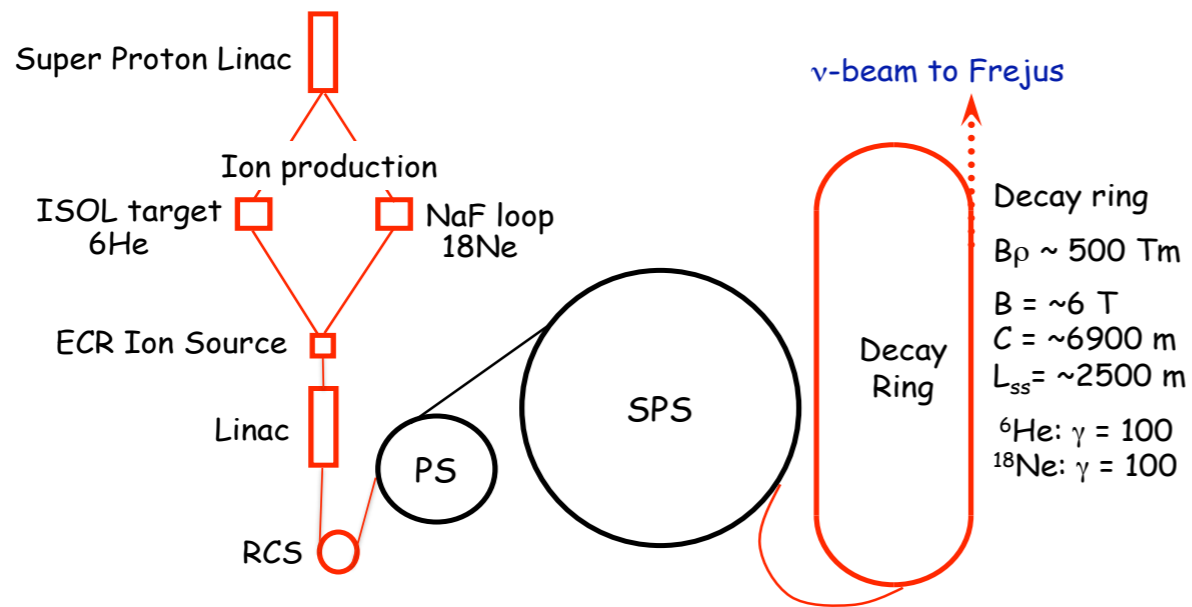 Super Proton Linac
ν-beam to Frejus
Ion production
ISOL target
6He
NaF loop
18Ne
Decay ring
Bρ ~ 500 Tm
B = ~6 T
C = ~6900 m
Lss= ~2500 m
6He: γ = 100
18Ne: γ = 100
ECR Ion Source
Decay
Ring
SPS
Linac
PS
RCS